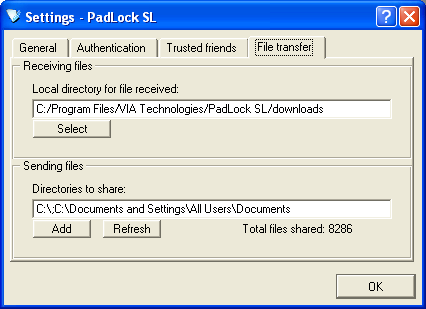 Settings - PadLock SL
General Authentication Trusted friends File transfer
Receiving files
Local directory for file received:
C:/Program Files/VIA Technologies/PadLock SL/downloads
Select
Sending files
Directories to share:
C:\;C:\Documents and Settings\All Users\Documents
Add Refresh Total files shared: 8286
OK